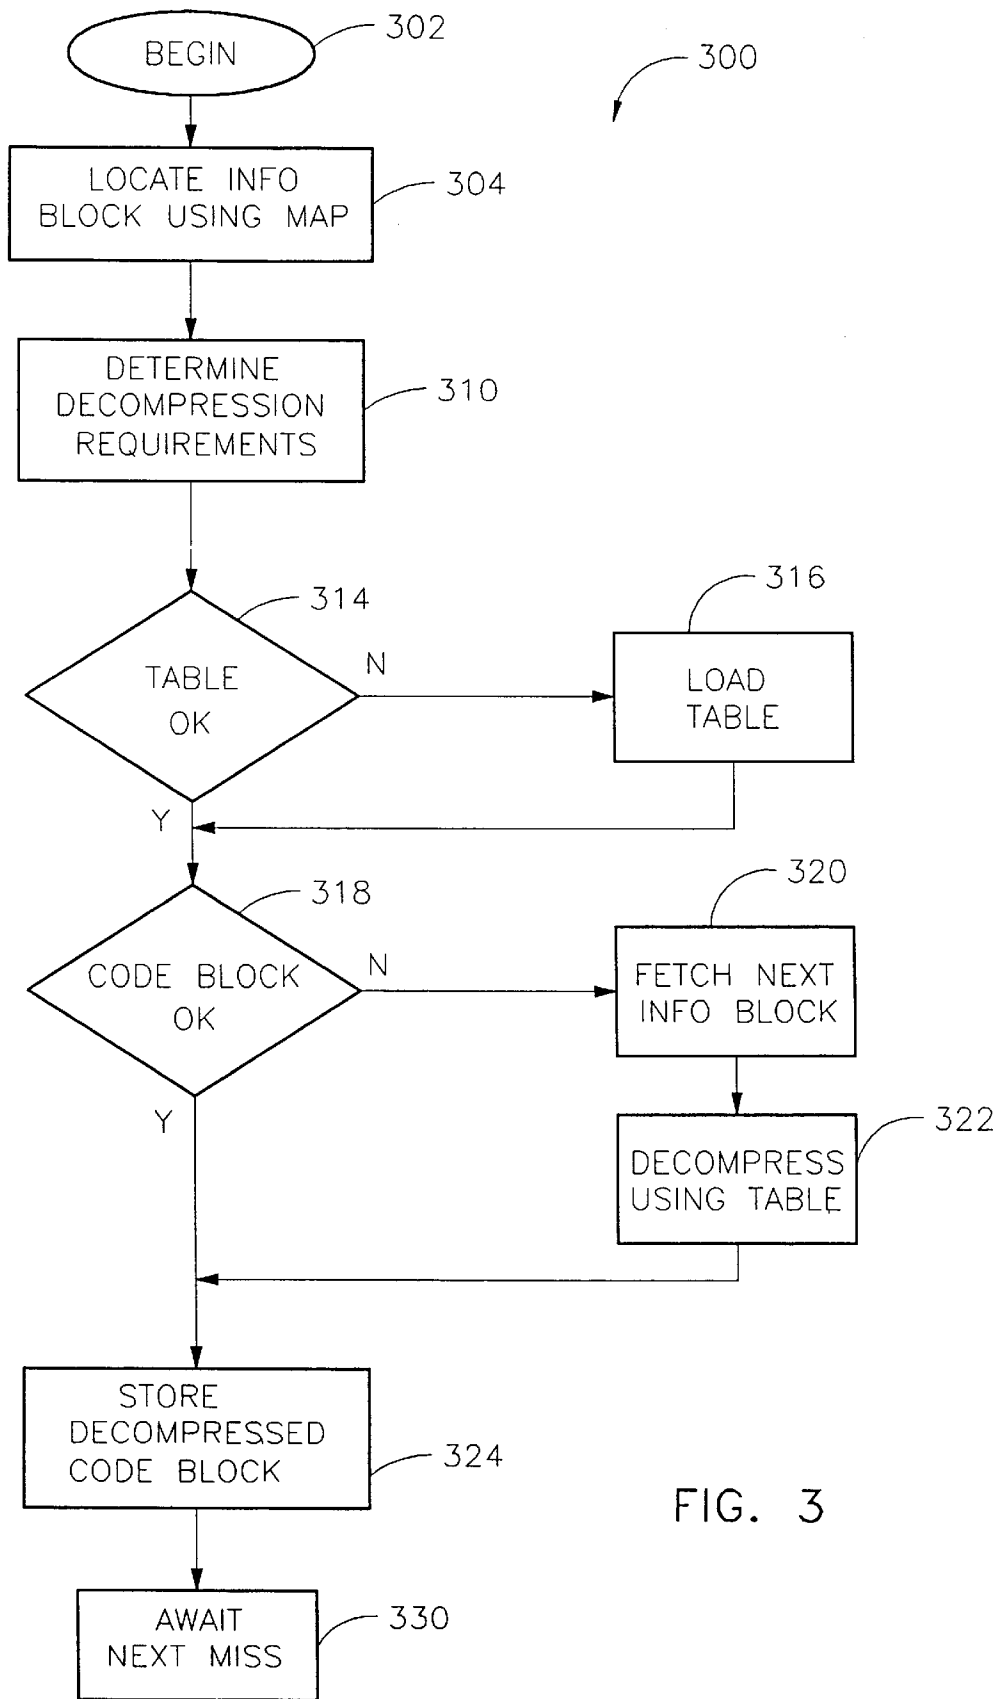 BEGIN
302
300
LOCATE INFO
BLOCK USING MAP
304
DETERMINE
DECOMPRESSION
REQUIREMENTS
310
TABLE
OK
314
N
Y
LOAD
TABLE
316
CODE BLOCK
OK
318
N
Y
FETCH NEXT
INFO BLOCK
320
DECOMPRESS
USING TABLE
322
STORE
DECOMPRESSED
CODE BLOCK
324
FIG. 3
AWAIT
NEXT MISS
330